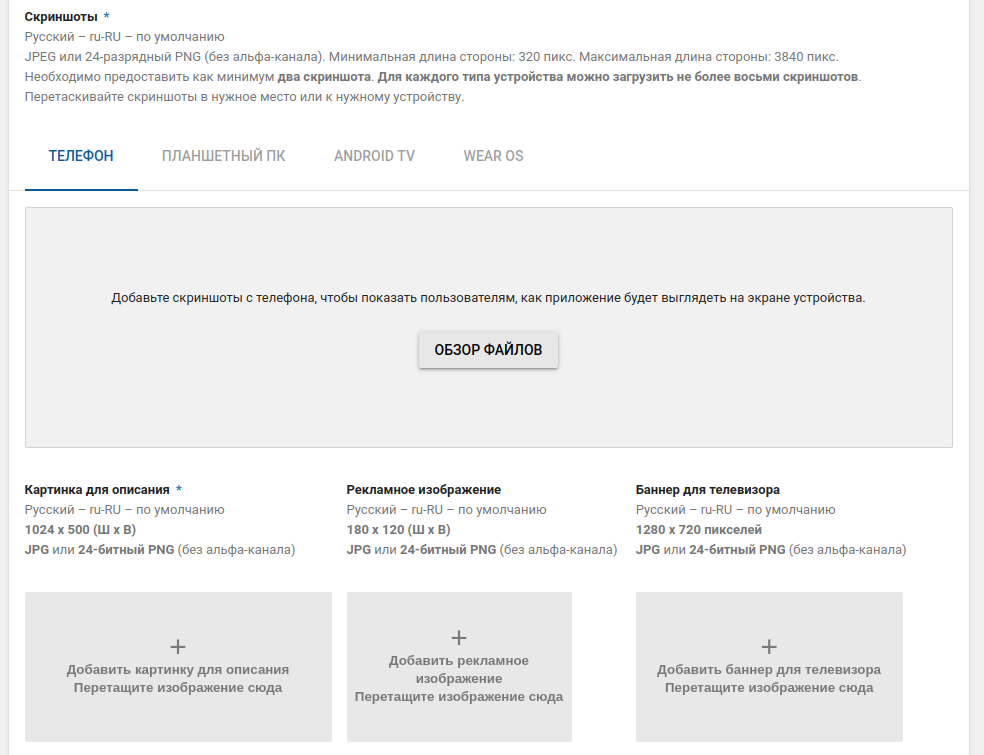 Скриншоты *
Русский – ru-RU – по умолчанию
JPEG или 24-разрядный PNG (без альфа-канала). Минимальная длина стороны: 320 пикс. Максимальная длина стороны: 3840 пикс.
Необходимо предоставить как минимум два скриншота. Для каждого типа устройства можно загрузить не более восьми скриншотов.
Перетаскивайте скриншоты в нужное место или к нужному устройству.
ТЕЛЕФОН ПЛАНШЕТНЫЙ ПК ANDROID TV WEAR OS
Добавьте скриншоты с телефона, чтобы показать пользователям, как приложение будет выглядеть на экране устройства.
ОБЗОР ФАЙЛОВ
Картинка для описания *
Русский – ru-RU – по умолчанию
1024 x 500 (Ш x В)
JPG или 24-битный PNG (без альфа-канала)
+
Добавить картинку для описания
Перетащите изображение сюда
Рекламное изображение
Русский – ru-RU – по умолчанию
180 x 120 (Ш x В)
JPG или 24-битный PNG (без альфа-канала)
+
Добавить рекламное
изображение
Перетащите изображение сюда
Баннер для телевизора
Русский – ru-RU – по умолчанию
1280 x 720 пикселей
JPG или 24-битный PNG (без альфа-канала)
+
Добавить баннер для телевизора
Перетащите изображение сюда